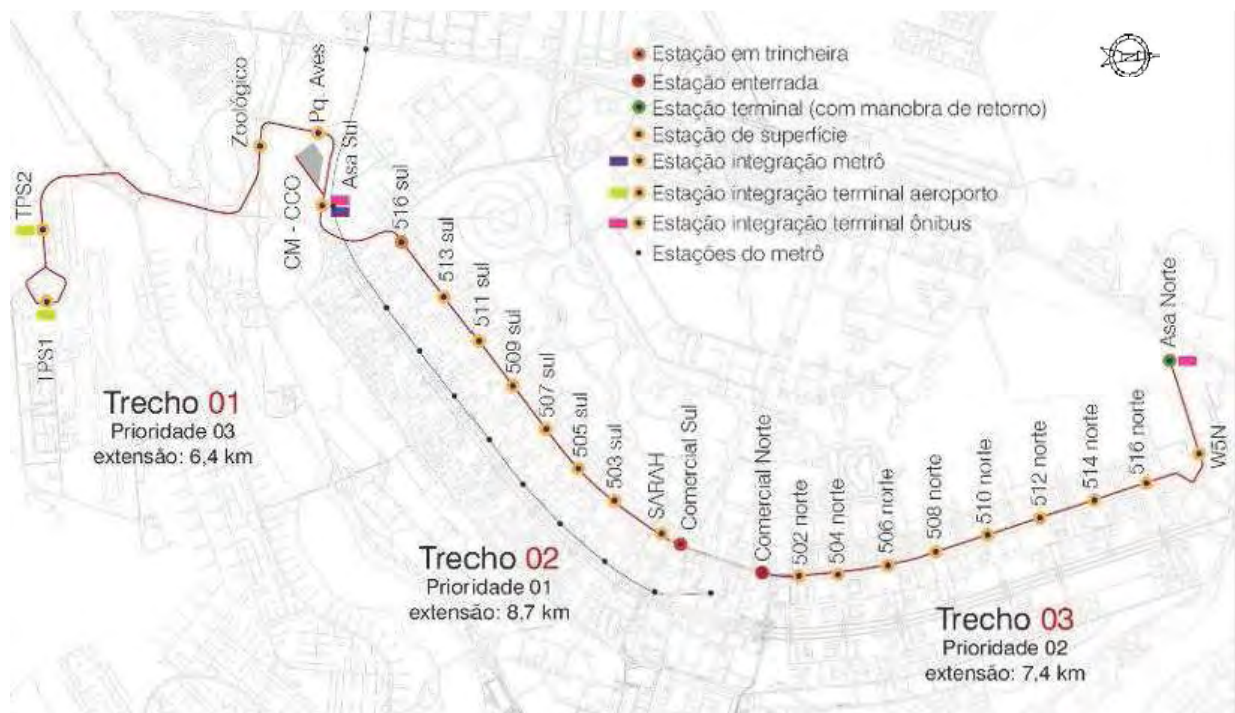 Estação em trincheira
Estação enterrada
Estação terminal (com manobra de retorno)
Estação de superfície
Estação integração metrô
Estação integração terminal aeroporto
Estação integração terminal ônibus
Estações do metrô
N
TPS2
TPS1
Zoológico
Pq. Aves
CM - CCO
Asa Sul
516 sul
513 sul
511 sul
509 sul
507 sul
505 sul
503 sul
SARAH
Comercial Sul
Comercial Norte
502 norte
504 norte
506 norte
508 norte
510 norte
512 norte
514 norte
516 norte
W5N
Asa Norte
Trecho 01
Prioridade 03
extensão: 6,4 km
Trecho 02
Prioridade 01
extensão: 8,7 km
Trecho 03
Prioridade 02
extensão: 7,4 km